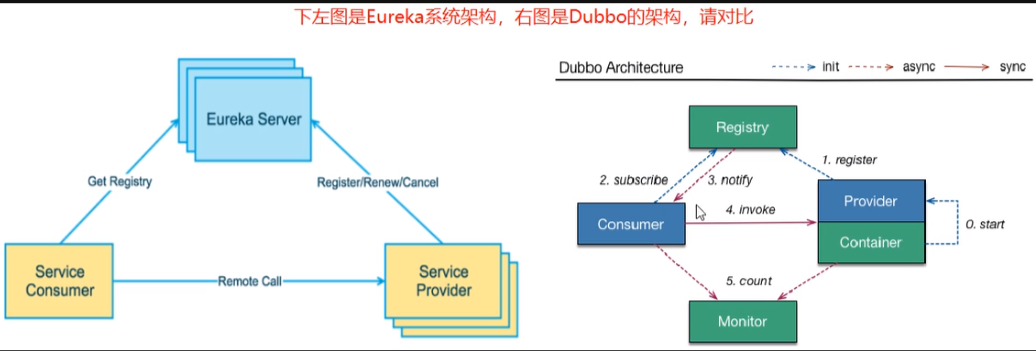 下左图是Eureka系统架构，右图是Dubbo的架构，请对比
Eureka Server
Get Registry
Register/Renew/Cancel
Service
Consumer
Remote Call
Service
Provider
Dubbo Architecture
init
async
sync
Registry
1. register
2. subscribe
3. notify
Consumer
4. invoke
Provider
Container
0. start
5. count
Monitor